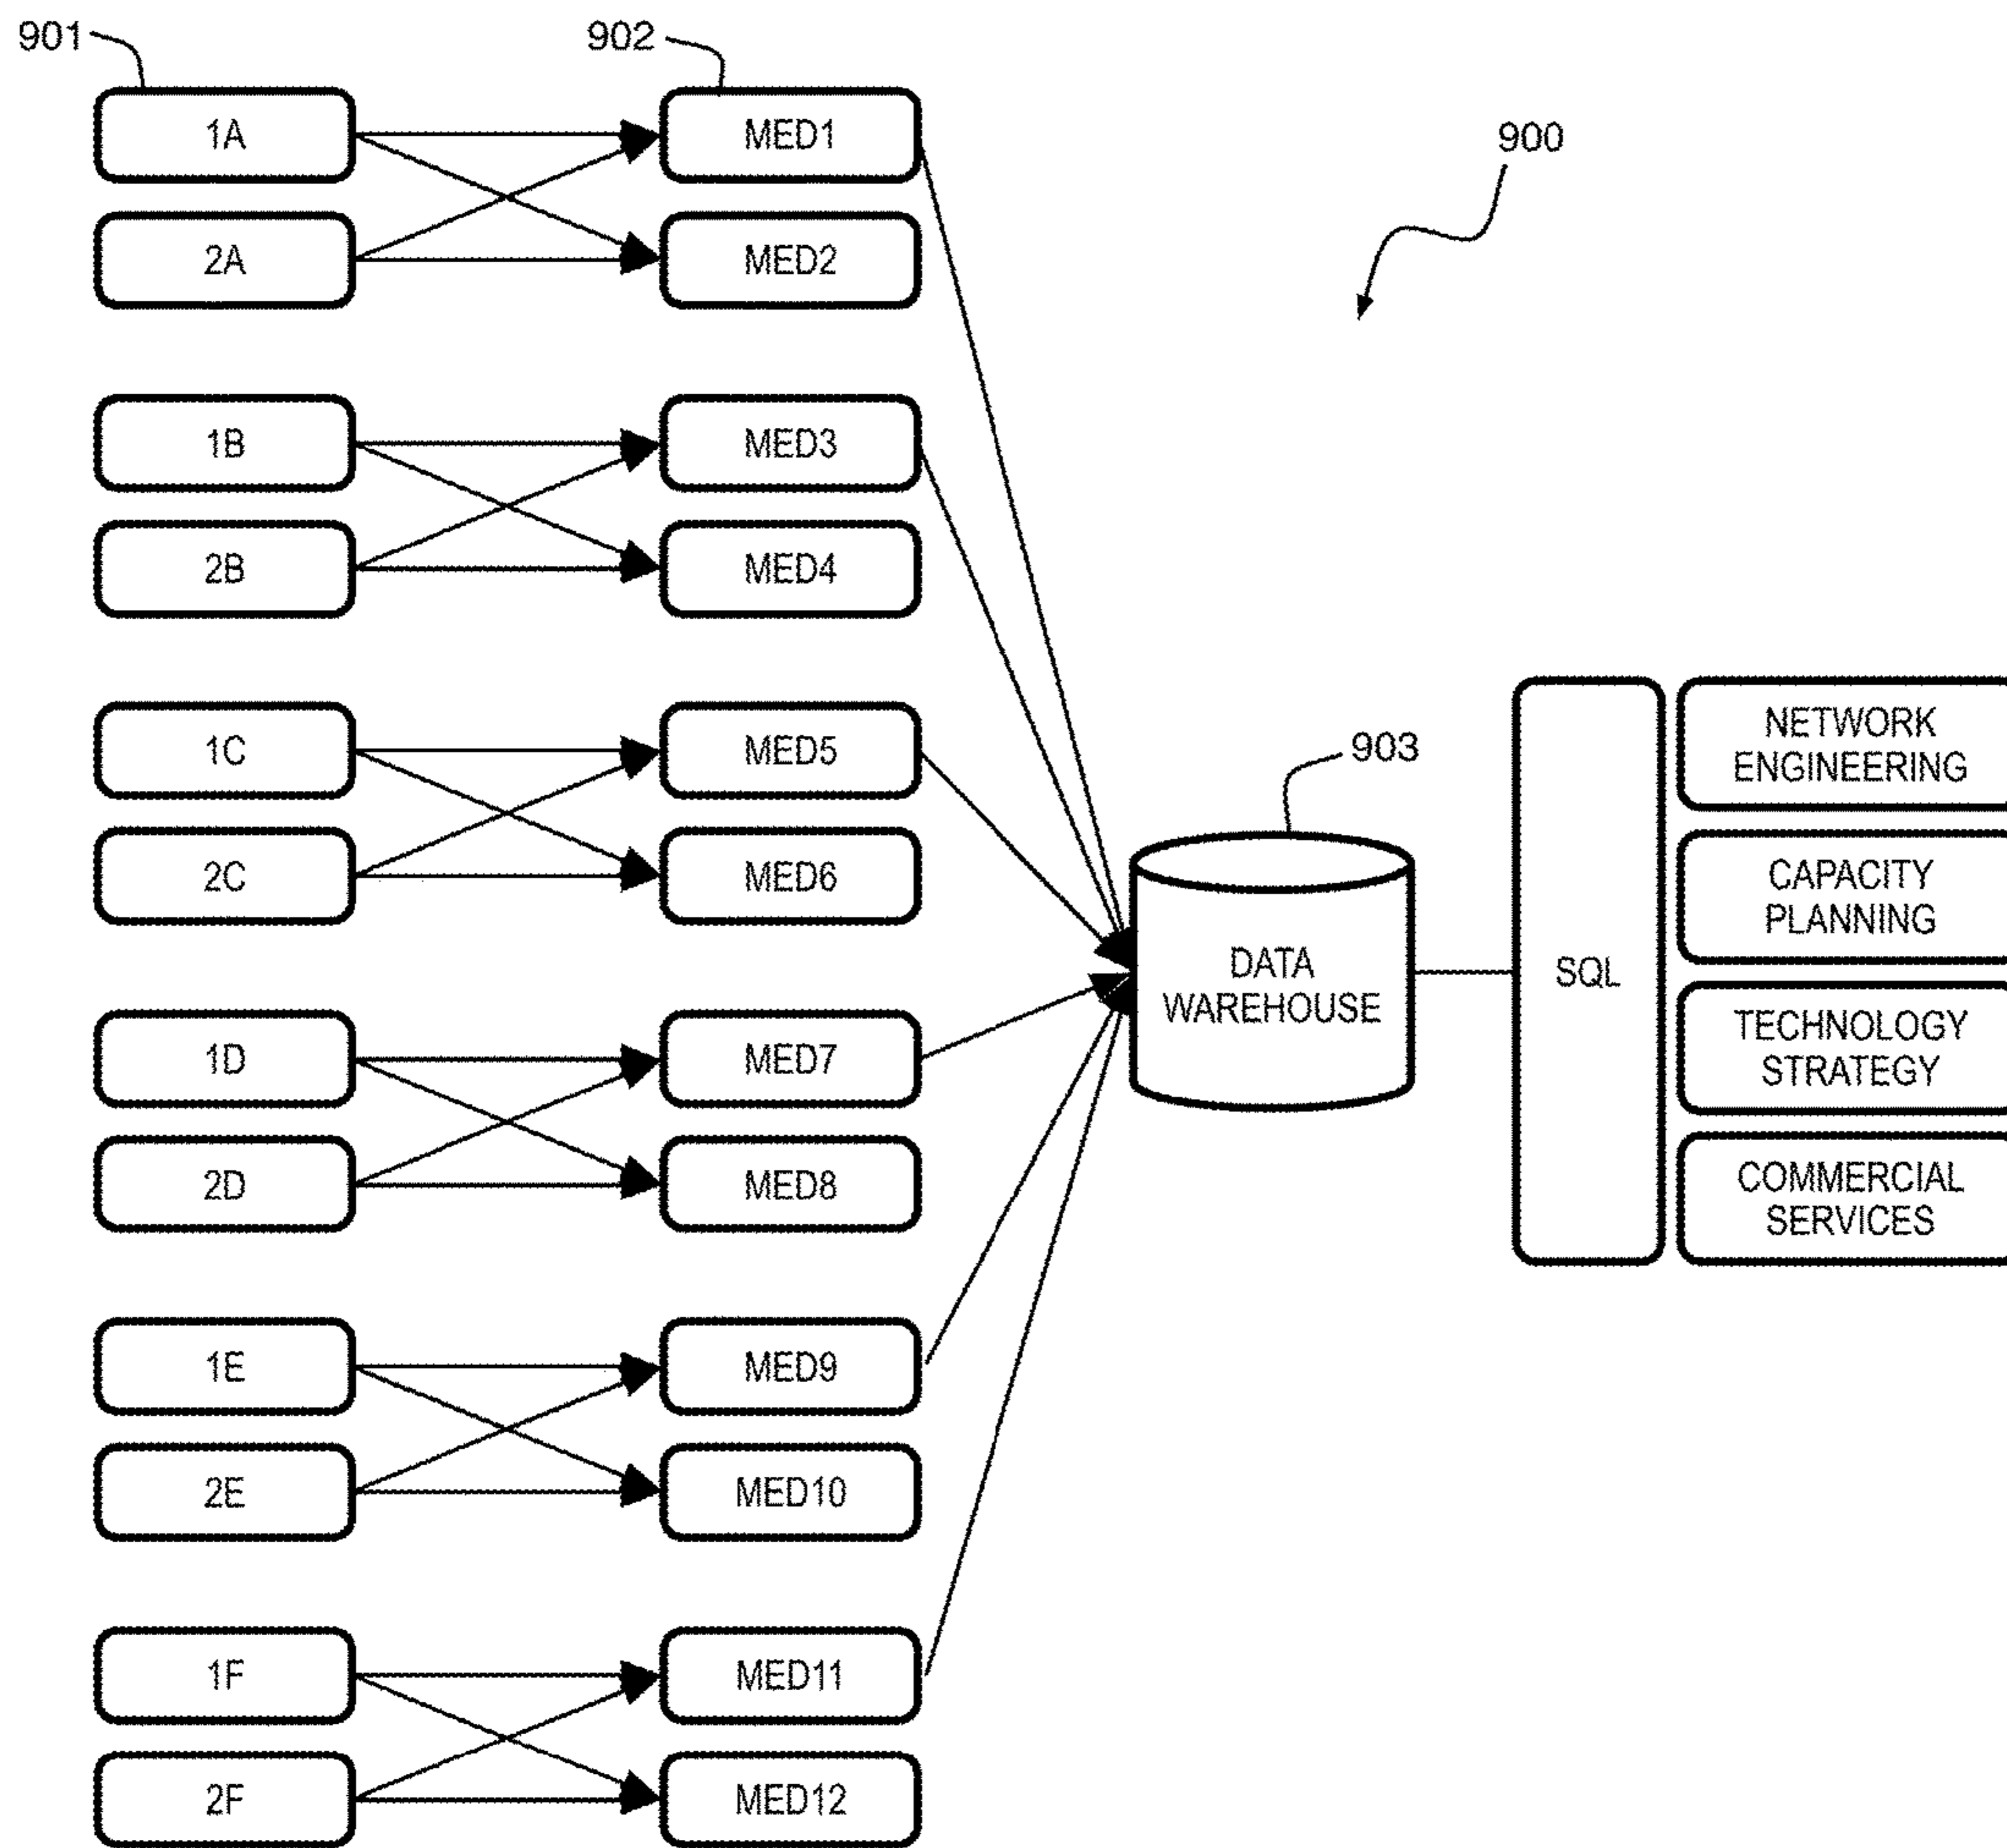 901
902
1A
MED1
900
2A
MED2
1B
MED3
2B
MED4
1C
MED5
903
NETWORK
ENGINEERING
2C
MED6
CAPACITY
PLANNING
DATA
WAREHOUSE
SQL
1D
MED7
TECHNOLOGY
STRATEGY
2D
MED8
COMMERCIAL
SERVICES
1E
MED9
2E
MED10
1F
MED11
2F
MED12